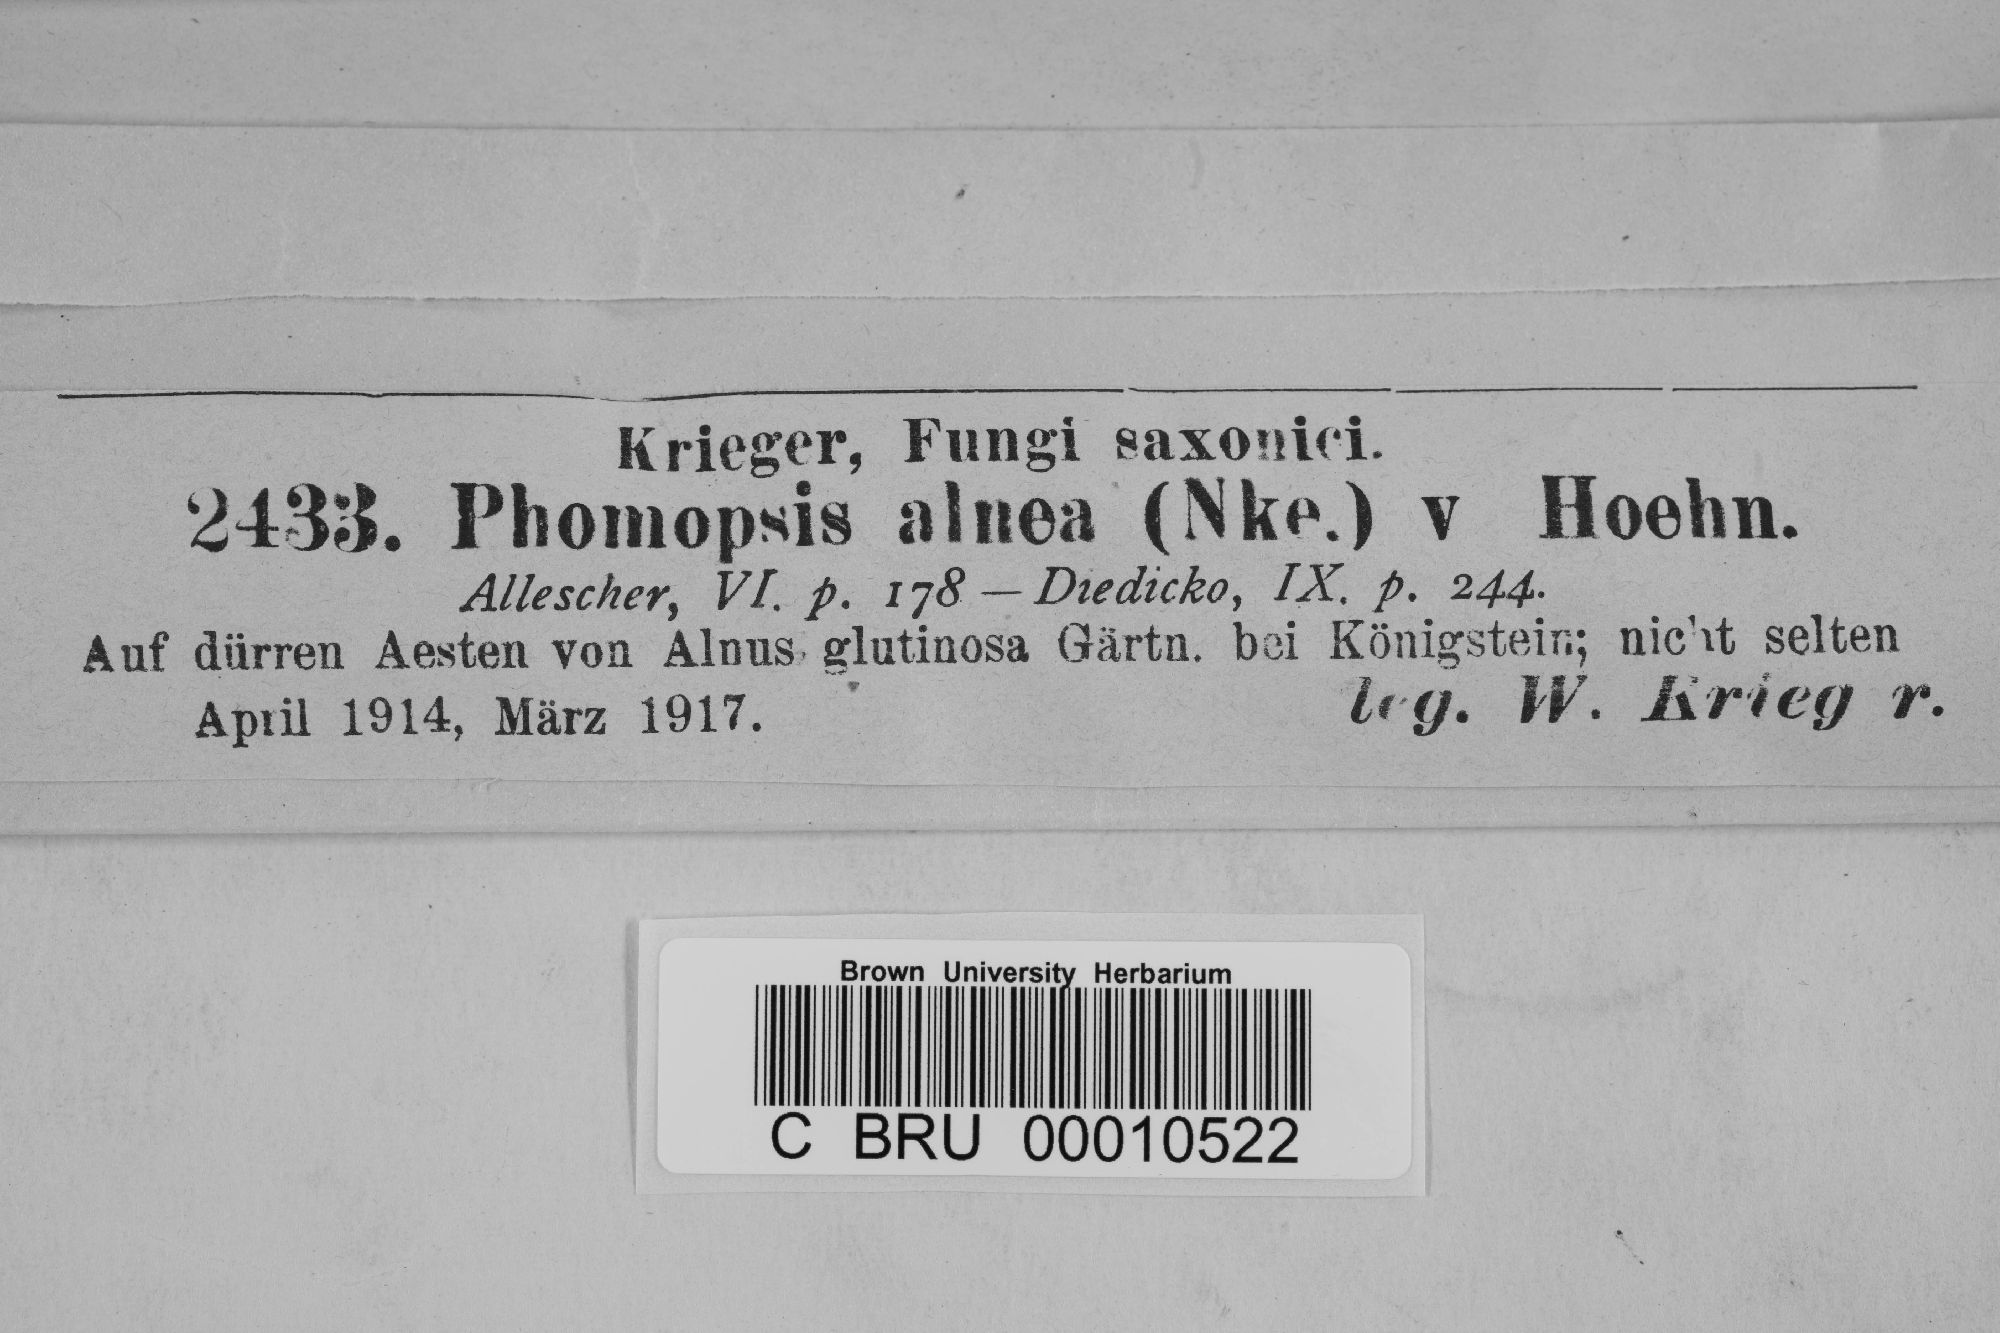 Krieger, Fungi saxonici.
2433. Phomopsis alnea (Nke.) v Hoehn.
Allescher, VI. p. 178 — Diedicko, IX. p. 244.
Auf dürren Aesten von Alnus glutinosa Gärtn. bei Königstein; nicht selten
April 1914, März 1917. leg. W. Krieg r.
Brown University Herbarium
C BRU 00010522